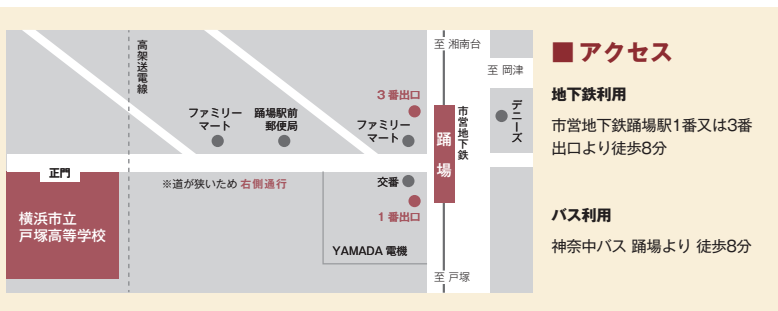 至 湘南台
至 岡津
高架送電線
3 番出口
ファミリー
マート
踊場駅前
郵便局
ファミリー
マート
市営地下鉄
踊場
デニーズ
正門
※道が狭いため 右側通行
交番
1 番出口
横浜市立
戸塚高等学校
YAMADA 電機
至 戸塚
■アクセス
地下鉄利用
市営地下鉄踊場駅1番又は3番
出口より徒歩8分
バス利用
神奈中バス 踊場より 徒歩8分